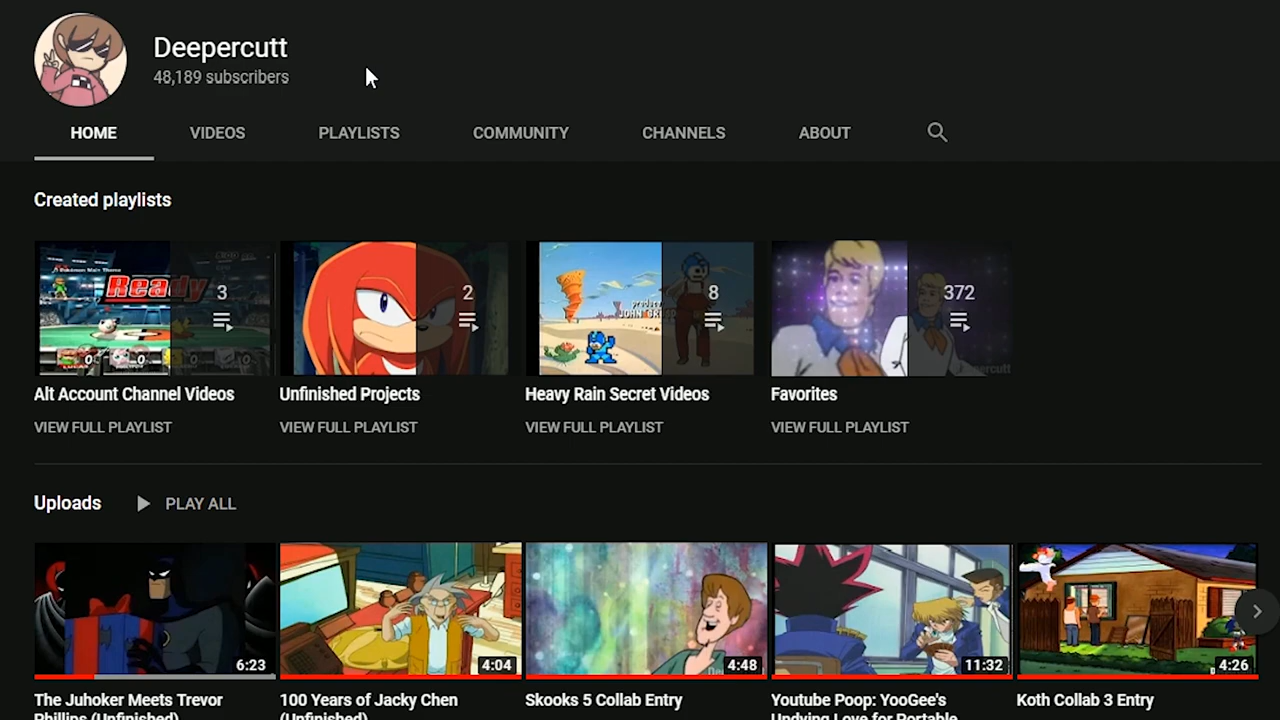 Deepercutt
48,189 subscribers
HOME VIDEOS PLAYLISTS COMMUNITY CHANNELS ABOUT
Created playlists
Ready
3
2
produce
8
372
Alt Account Channel Videos
Unfinished Projects
Heavy Rain Secret Videos
Favorites
VIEW FULL PLAYLIST
VIEW FULL PLAYLIST
VIEW FULL PLAYLIST
VIEW FULL PLAYLIST
Uploads PLAY ALL
6:23
4:04
4:48
11:32
4:26
The Juhoker Meets Trevor
Phillips (Unfinished)
100 Years of Jacky Chen
(Unfinished)
Skooks 5 Collab Entry
Youtube Poop: YooGee's
Undying Love for Portable
Koth Collab 3 Entry